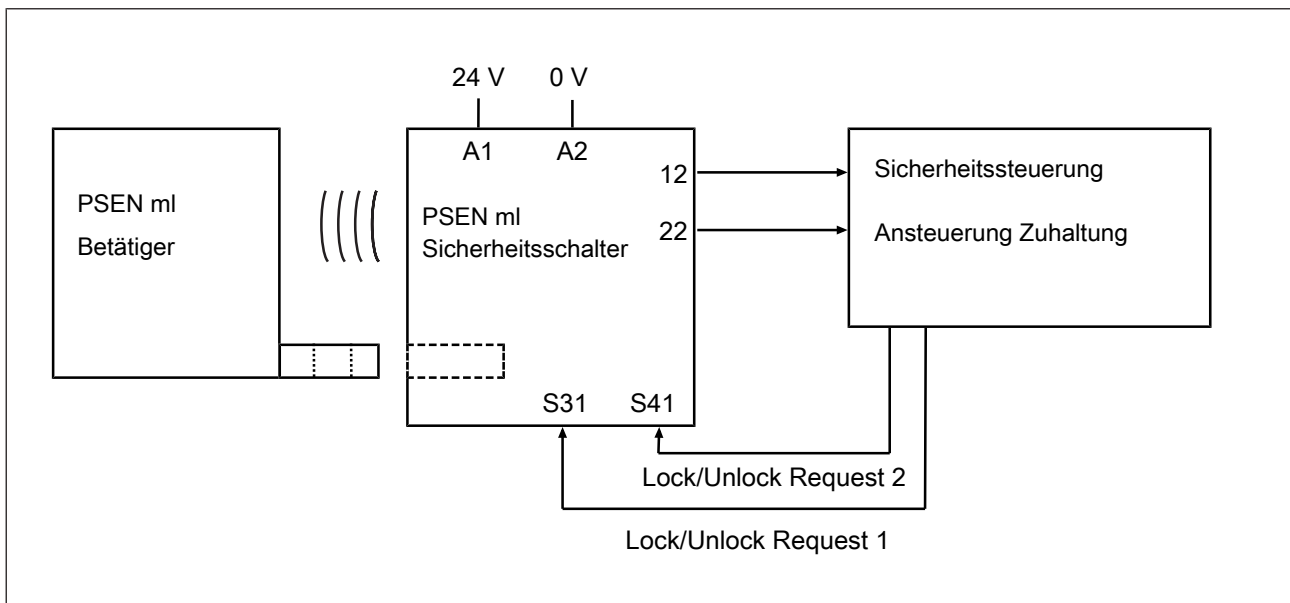 24 V
0 V
A1
A2
PSEN ml
Betätiger
PSEN ml
Sicherheitsschalter
12
22
Sicherheitssteuerung
Ansteuerung Zuhaltung
S31
S41
Lock/Unlock Request 2
Lock/Unlock Request 1